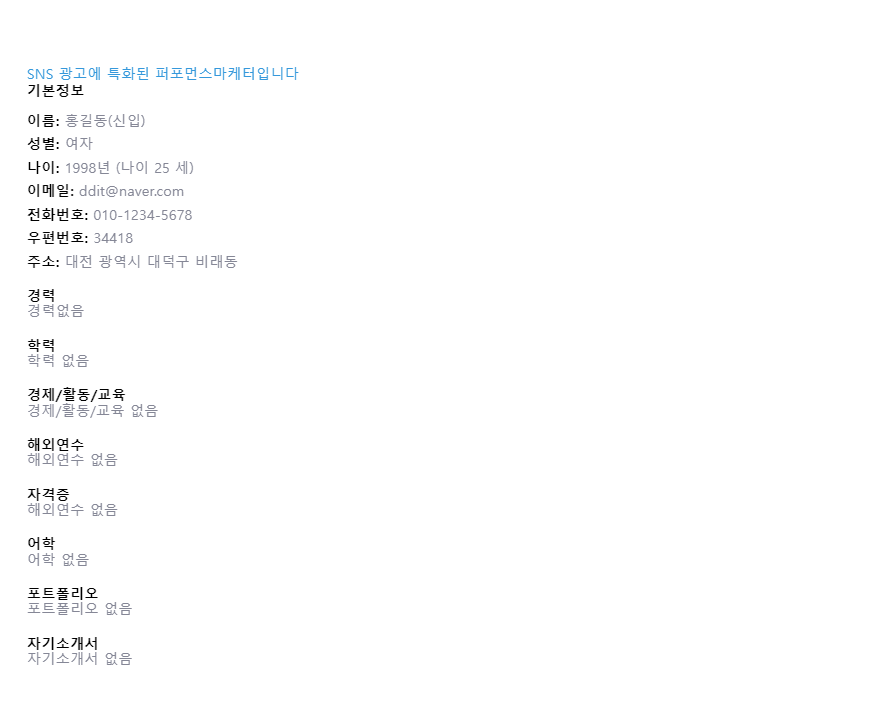 SNS 광고에 특화된 퍼포먼스마케터입니다
기본정보
이름: 홍길동(신입)
성별: 여자
나이: 1998년 (나이 25 세)
이메일: ddit@naver.com
전화번호: 010-1234-5678
우편번호: 34418
주소: 대전 광역시 대덕구 비래동
경력
경력없음
학력
학력 없음
경제/활동/교육
경제/활동/교육 없음
해외연수
해외연수 없음
자격증
해외연수 없음
어학
어학 없음
포트폴리오
포트폴리오 없음
자기소개서
자기소개서 없음